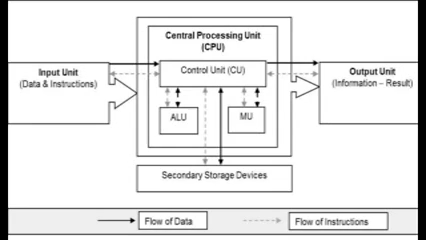 Central Processing Unit
(CPU)
Input Unit
(Data & Instructions)
Control Unit (CU)
Output Unit
(Information – Result)
ALU
MU
Secondary Storage Devices
Flow of Data
Flow of Instructions